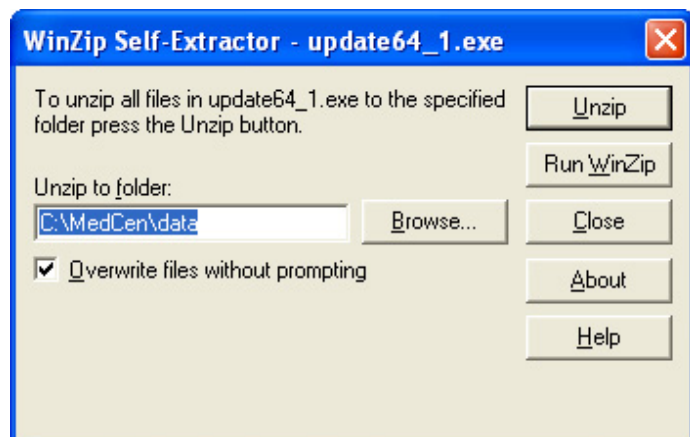 WinZip Self-Extractor - update64_1.exe
To unzip all files in update64_1.exe to the specified
folder press the Unzip button.
Unzip to folder:
C:\MedCen\data
Browse...
Overwrite files without prompting
Unzip
Run WinZip
Close
About
Help